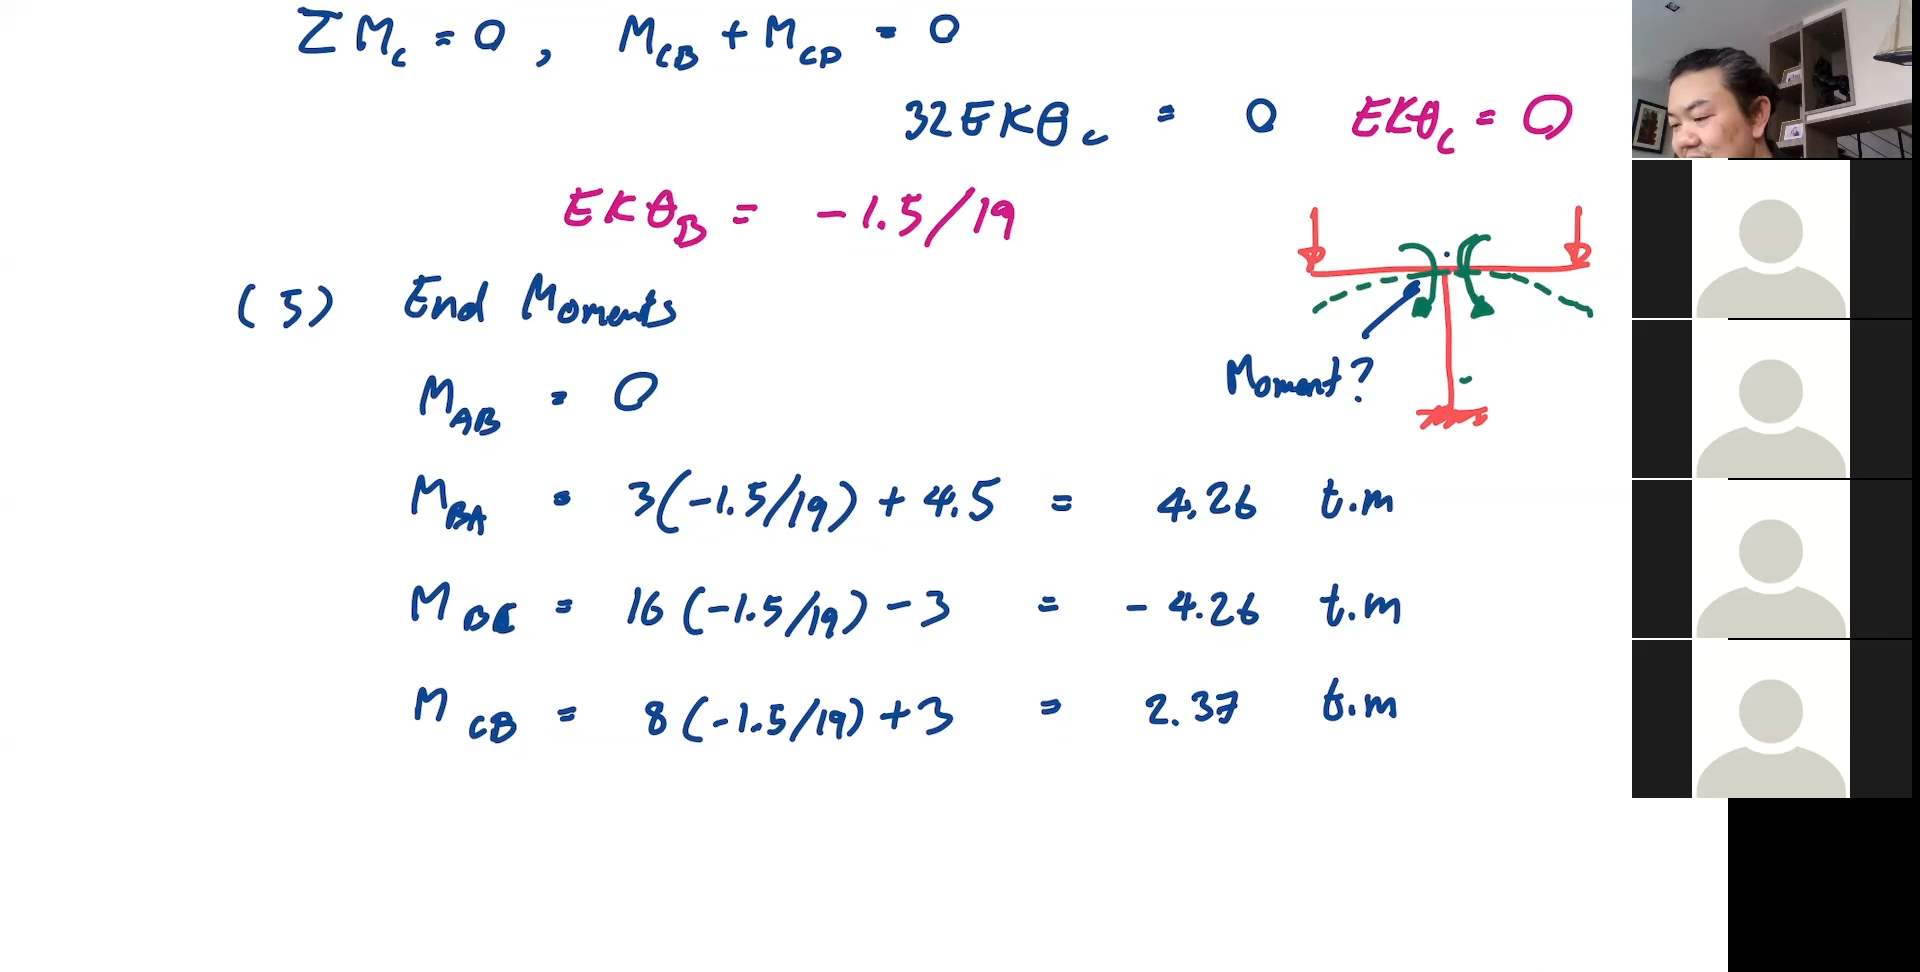 ΣM_C = 0 , M_CB + M_CD = 0
32EKθ_C = 0 EKθ_C = 0
EKθ_B = -1.5/19
(5) End Moments
Moment?
M_AB = 0
M_BA = 3(-1.5/19) + 4.5 = 4.26 t.m
M_BC = 16(-1.5/19) - 3 = - 4.26 t.m
M_CB = 8(-1.5/19) + 3 = 2.37 t.m